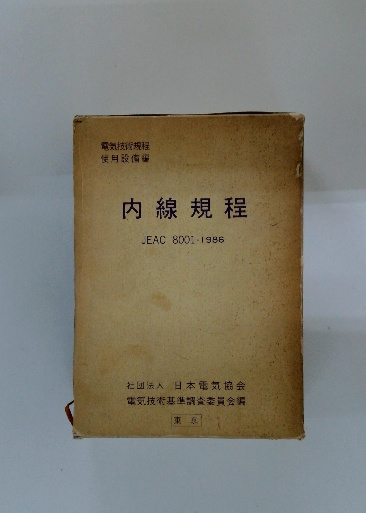 電気技術規程
使用設備編
内線規程
JEAC 8001-1986
社団法人 日本電気協会
電気技術基準調査委員会編
東